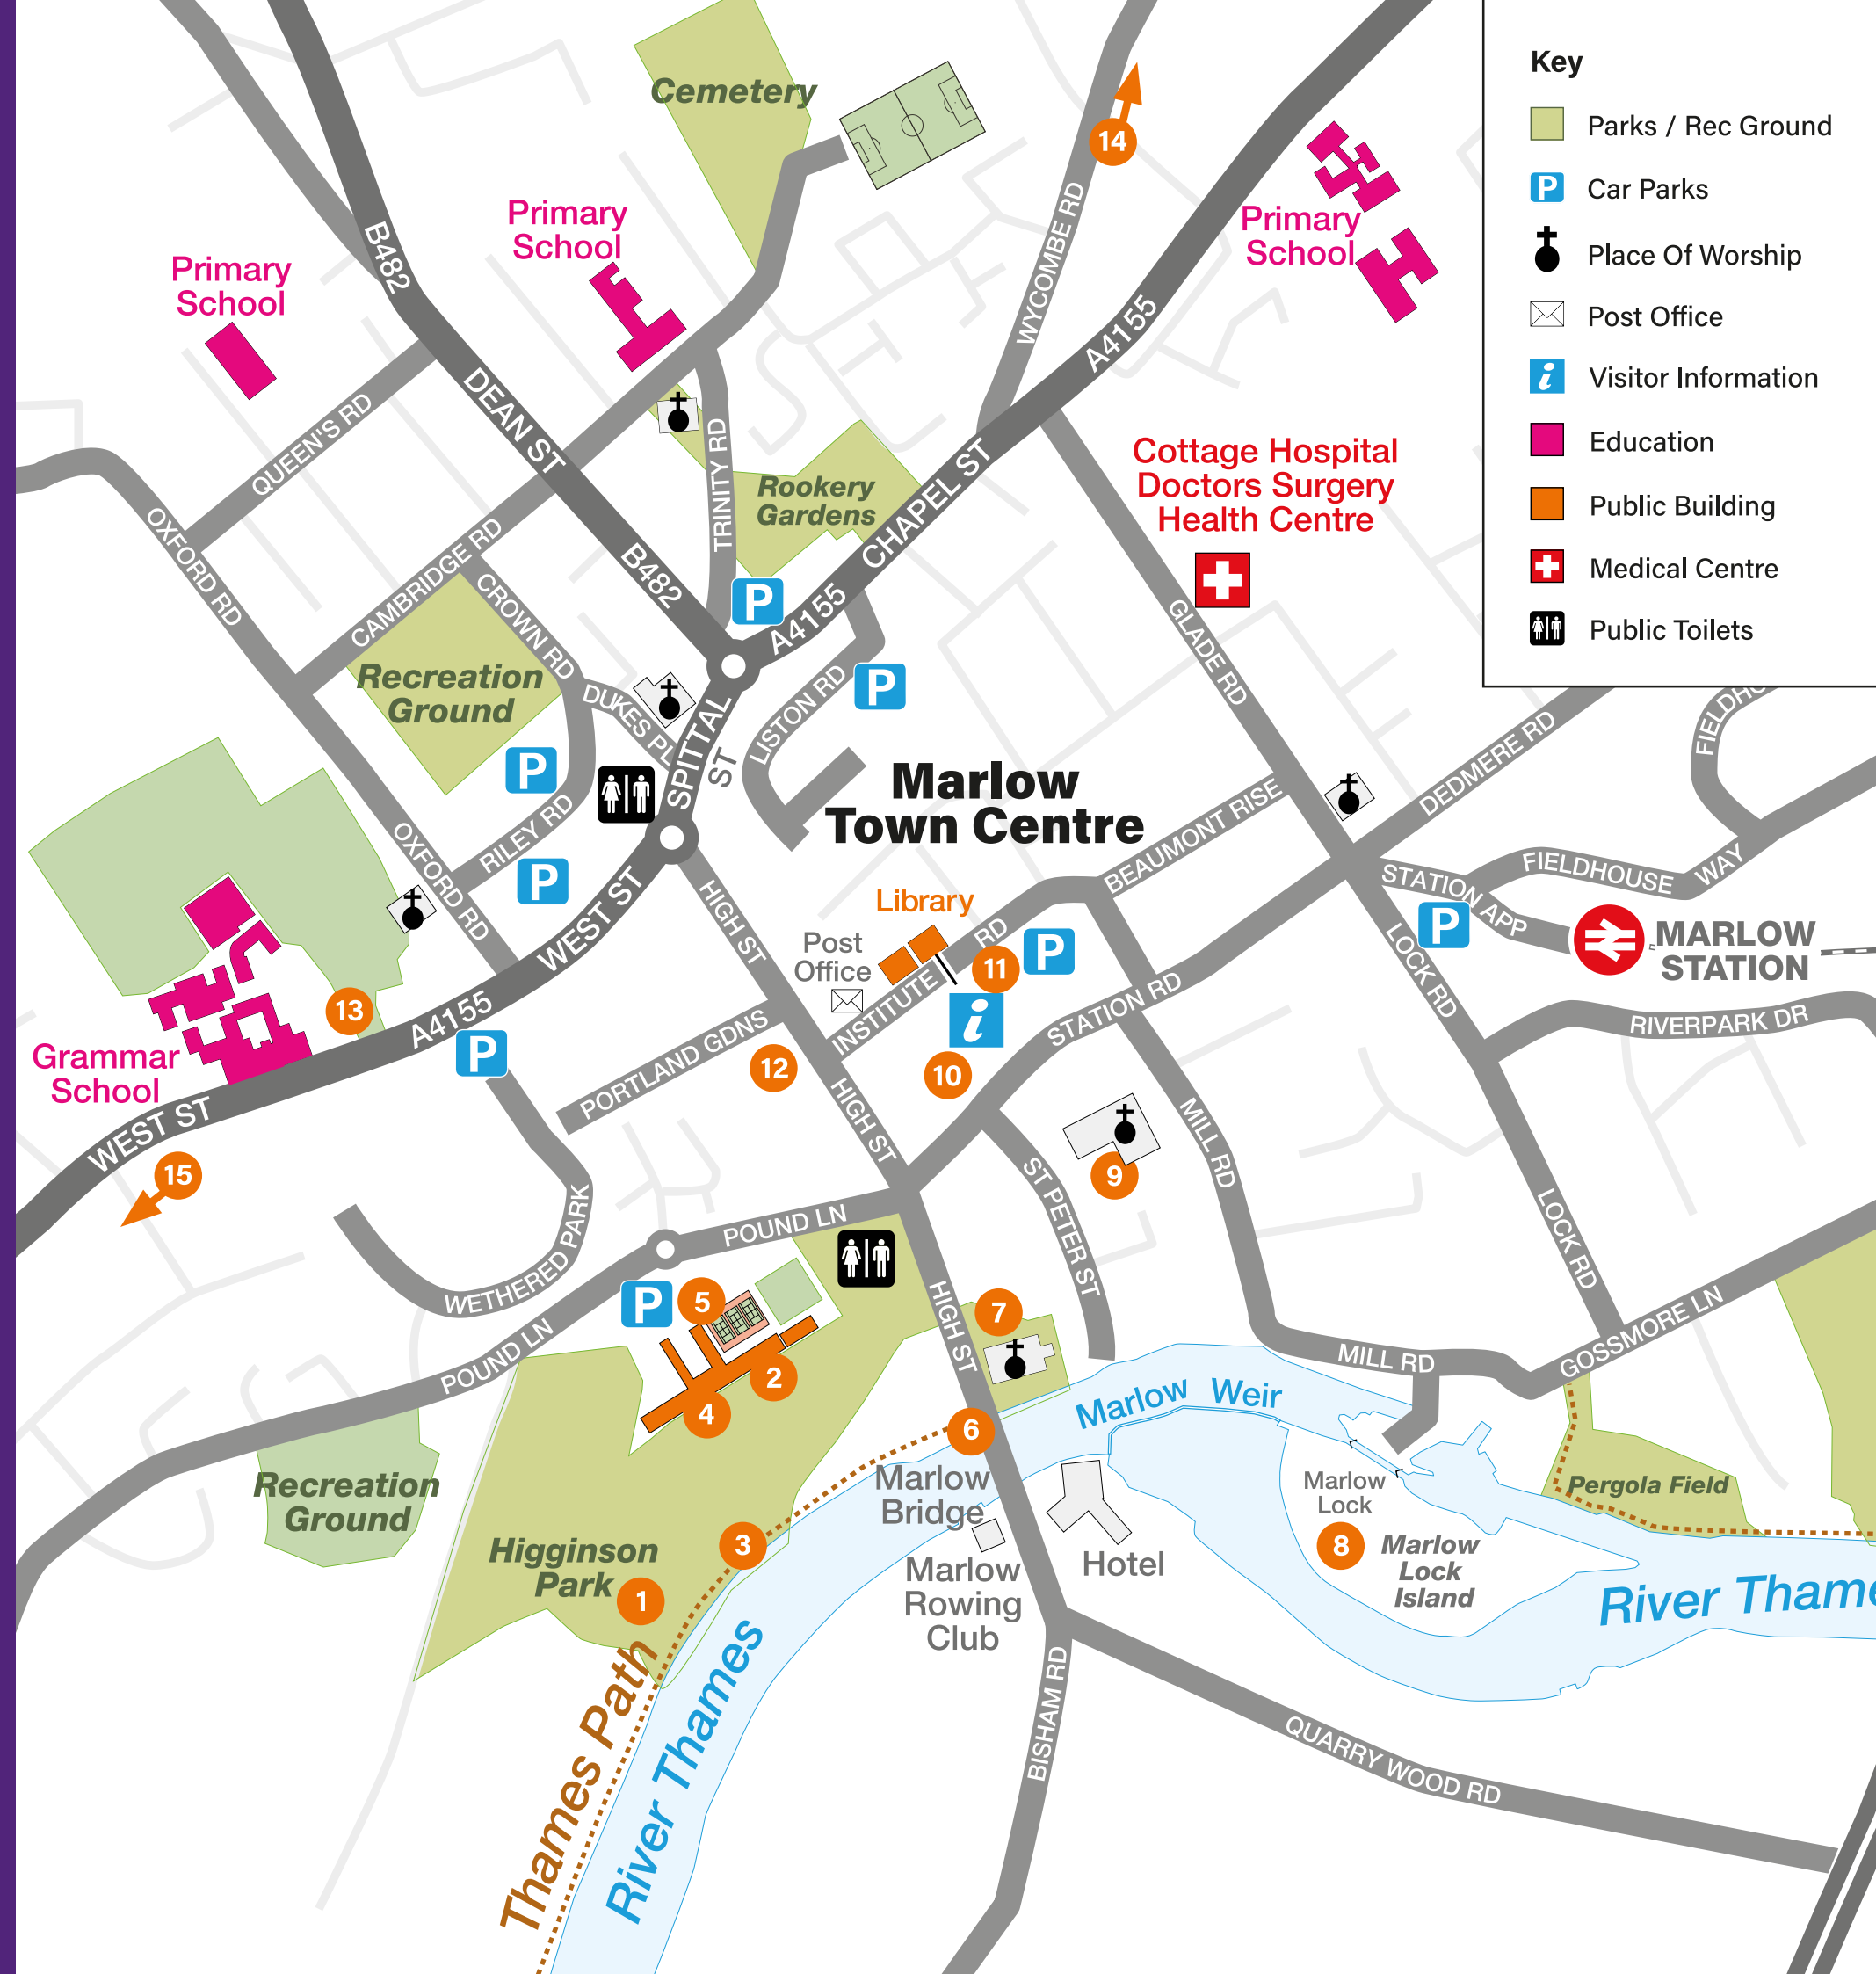 Key
Parks / Rec Ground
P
Car Parks
Place Of Worship
Post Office
i
Visitor Information
Education
Public Building
Medical Centre
Public Toilets
Cemetery
14
Primary
School
Primary
School
Primary
School
B482
WYCOMBE RD
A4155
DEAN ST
QUEEN'S RD
TRINITY RD
Rookery
Gardens
CHAPEL ST
Cottage Hospital
Doctors Surgery
Health Centre
OXFORD RD
CAMBRIDGE RD
CROWN RD
B482
P
A4155
GLADE RD
Recreation
Ground
DUKES PL
SPITTAL
ST
LISTON RD
P
P
Marlow
Town Centre
BEAUMONT RISE
DEDMERE RD
OXFORD RD
RILEY RD
P
WEST ST
HIGH ST
Library
Post
Office
INSTITUTE
RD
11
P
i
10
STATION RD
STATION APP
FIELDHOUSE
WAY
P
LOCK RD
MARLOW
STATION
RIVERPARK DR
13
A4155
P
Grammar
School
WEST ST
15
PORTLAND GDNS
12
HIGH ST
MILL RD
9
ST PETER ST
LOCK RD
WETHERED PARK
POUND LN
POUND LN
P
5
2
4
HIGH ST
7
MILL RD
GOSSMORE LN
Marlow Weir
6
Marlow
Bridge
Marlow
Lock
8
Marlow
Lock
Island
Pergola Field
Recreation
Ground
Higginson
Park
3
1
Marlow
Rowing
Club
Hotel
River Thames
Thames Path
BISHAM RD
QUARRY WOOD RD